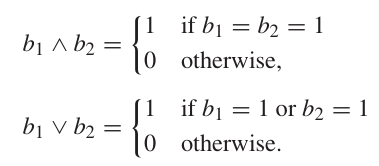 b₁ ∧ b₂ = { 1 if b₁ = b₂ = 1
0 otherwise,
b₁ ∨ b₂ = { 1 if b₁ = 1 or b₂ = 1
0 otherwise.